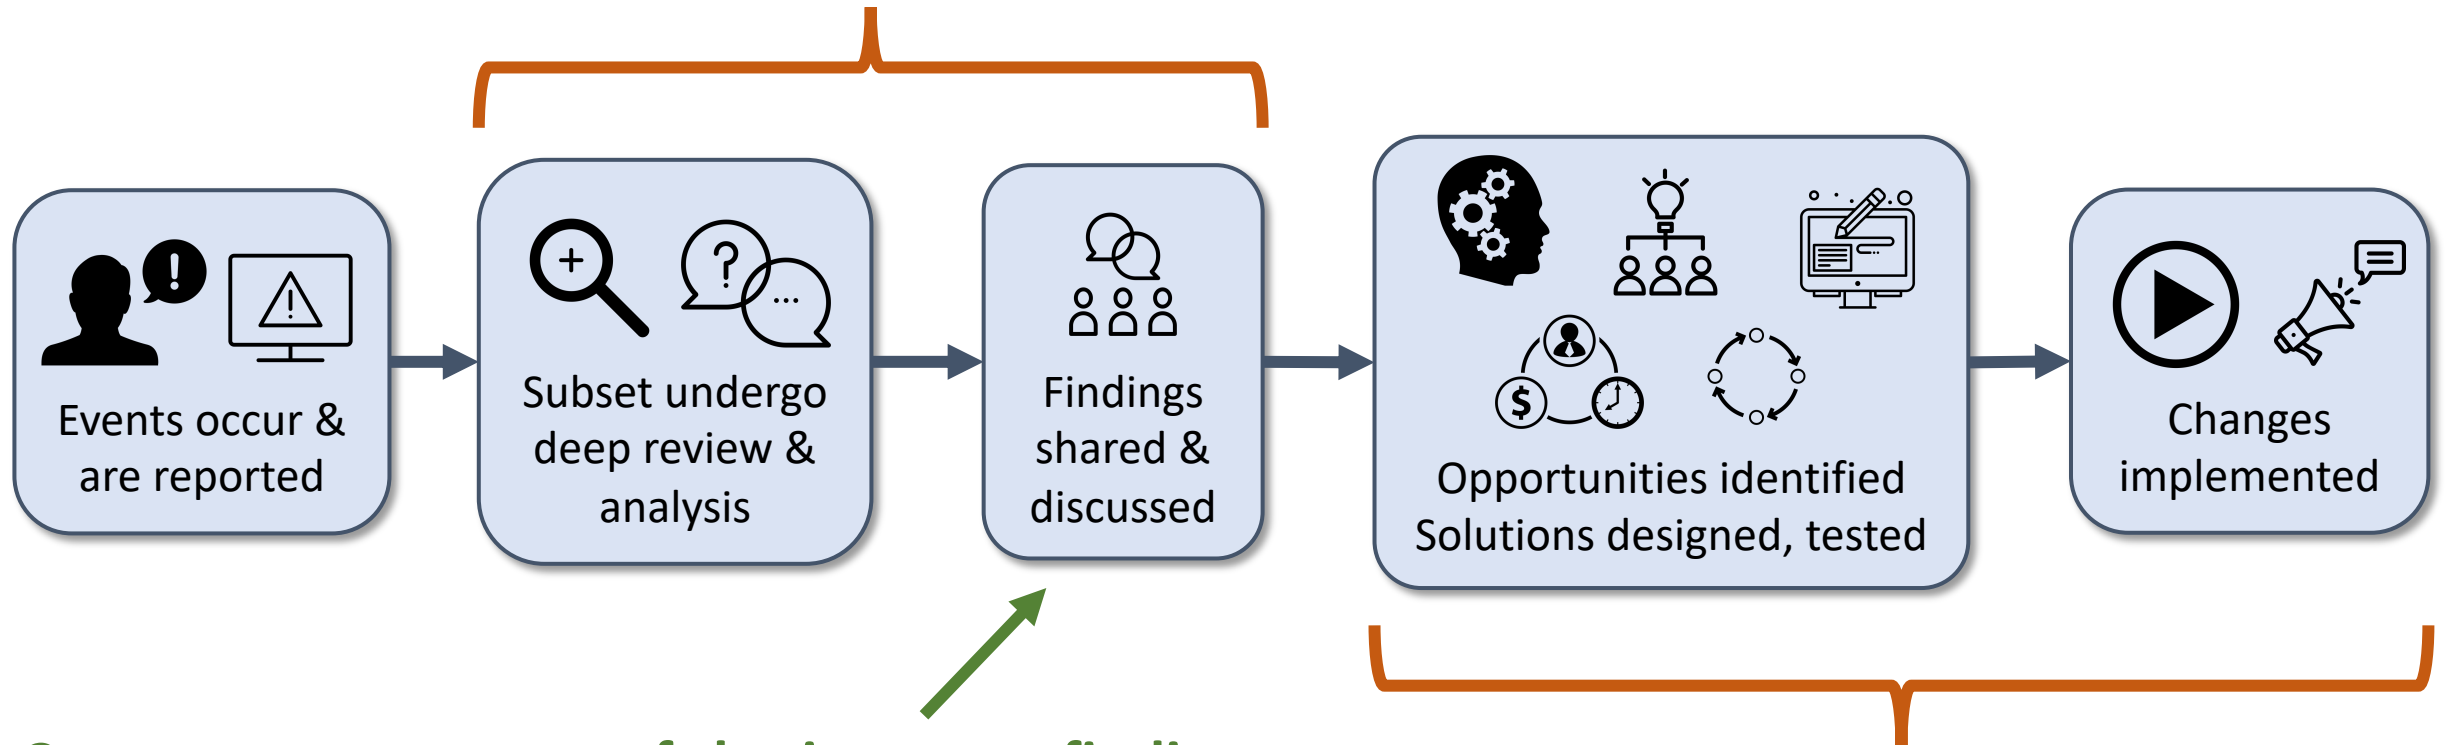 Events occur &
are reported
Subset undergo
deep review &
analysis
Findings
shared &
discussed
Opportunities identified
Solutions designed, tested
Changes
implemented